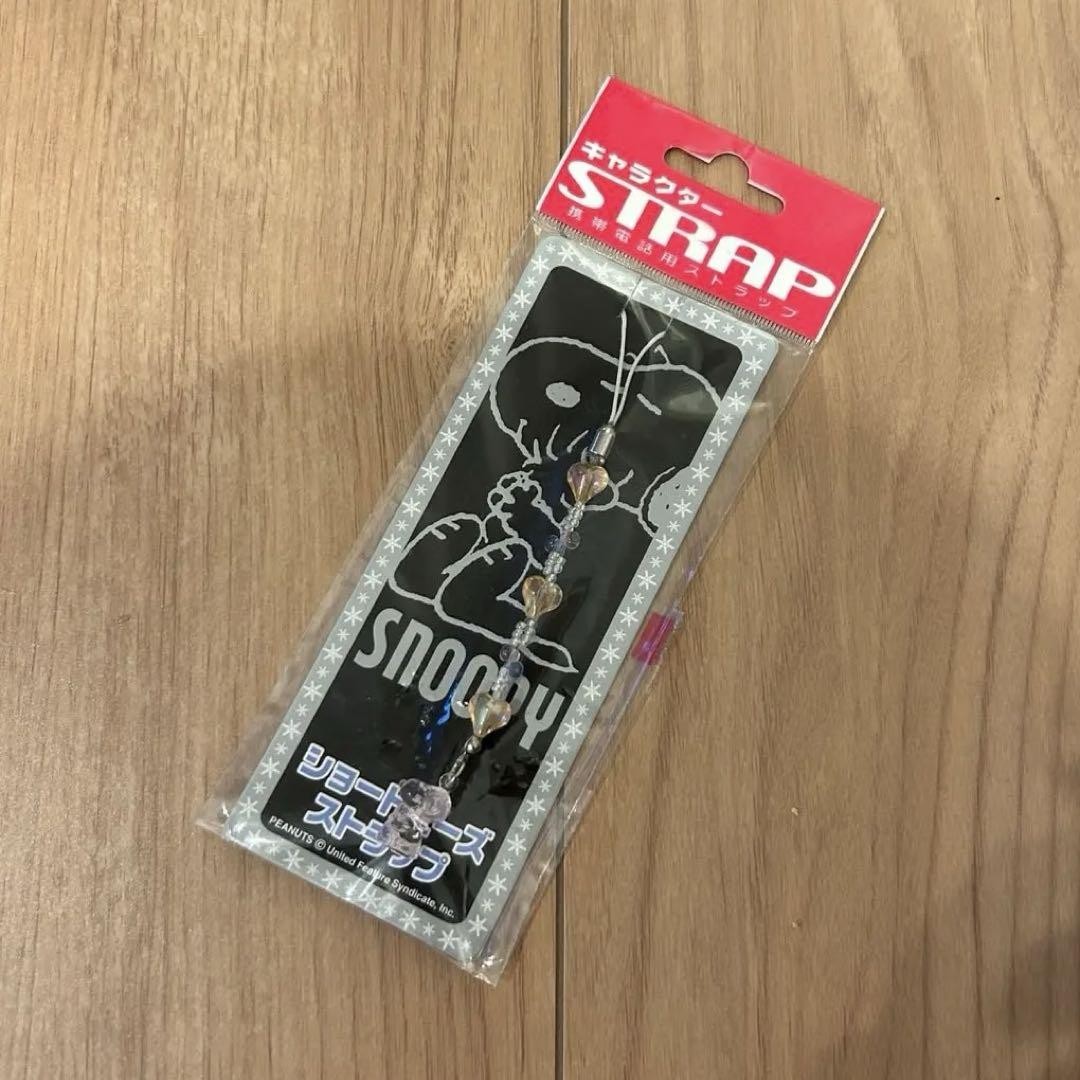 キャラクター
STRAP
携帯電話用ストラップ
SNOOPY
ショートビーズ
ストラップ
PEANUTS © United Feature Syndicate, Inc.